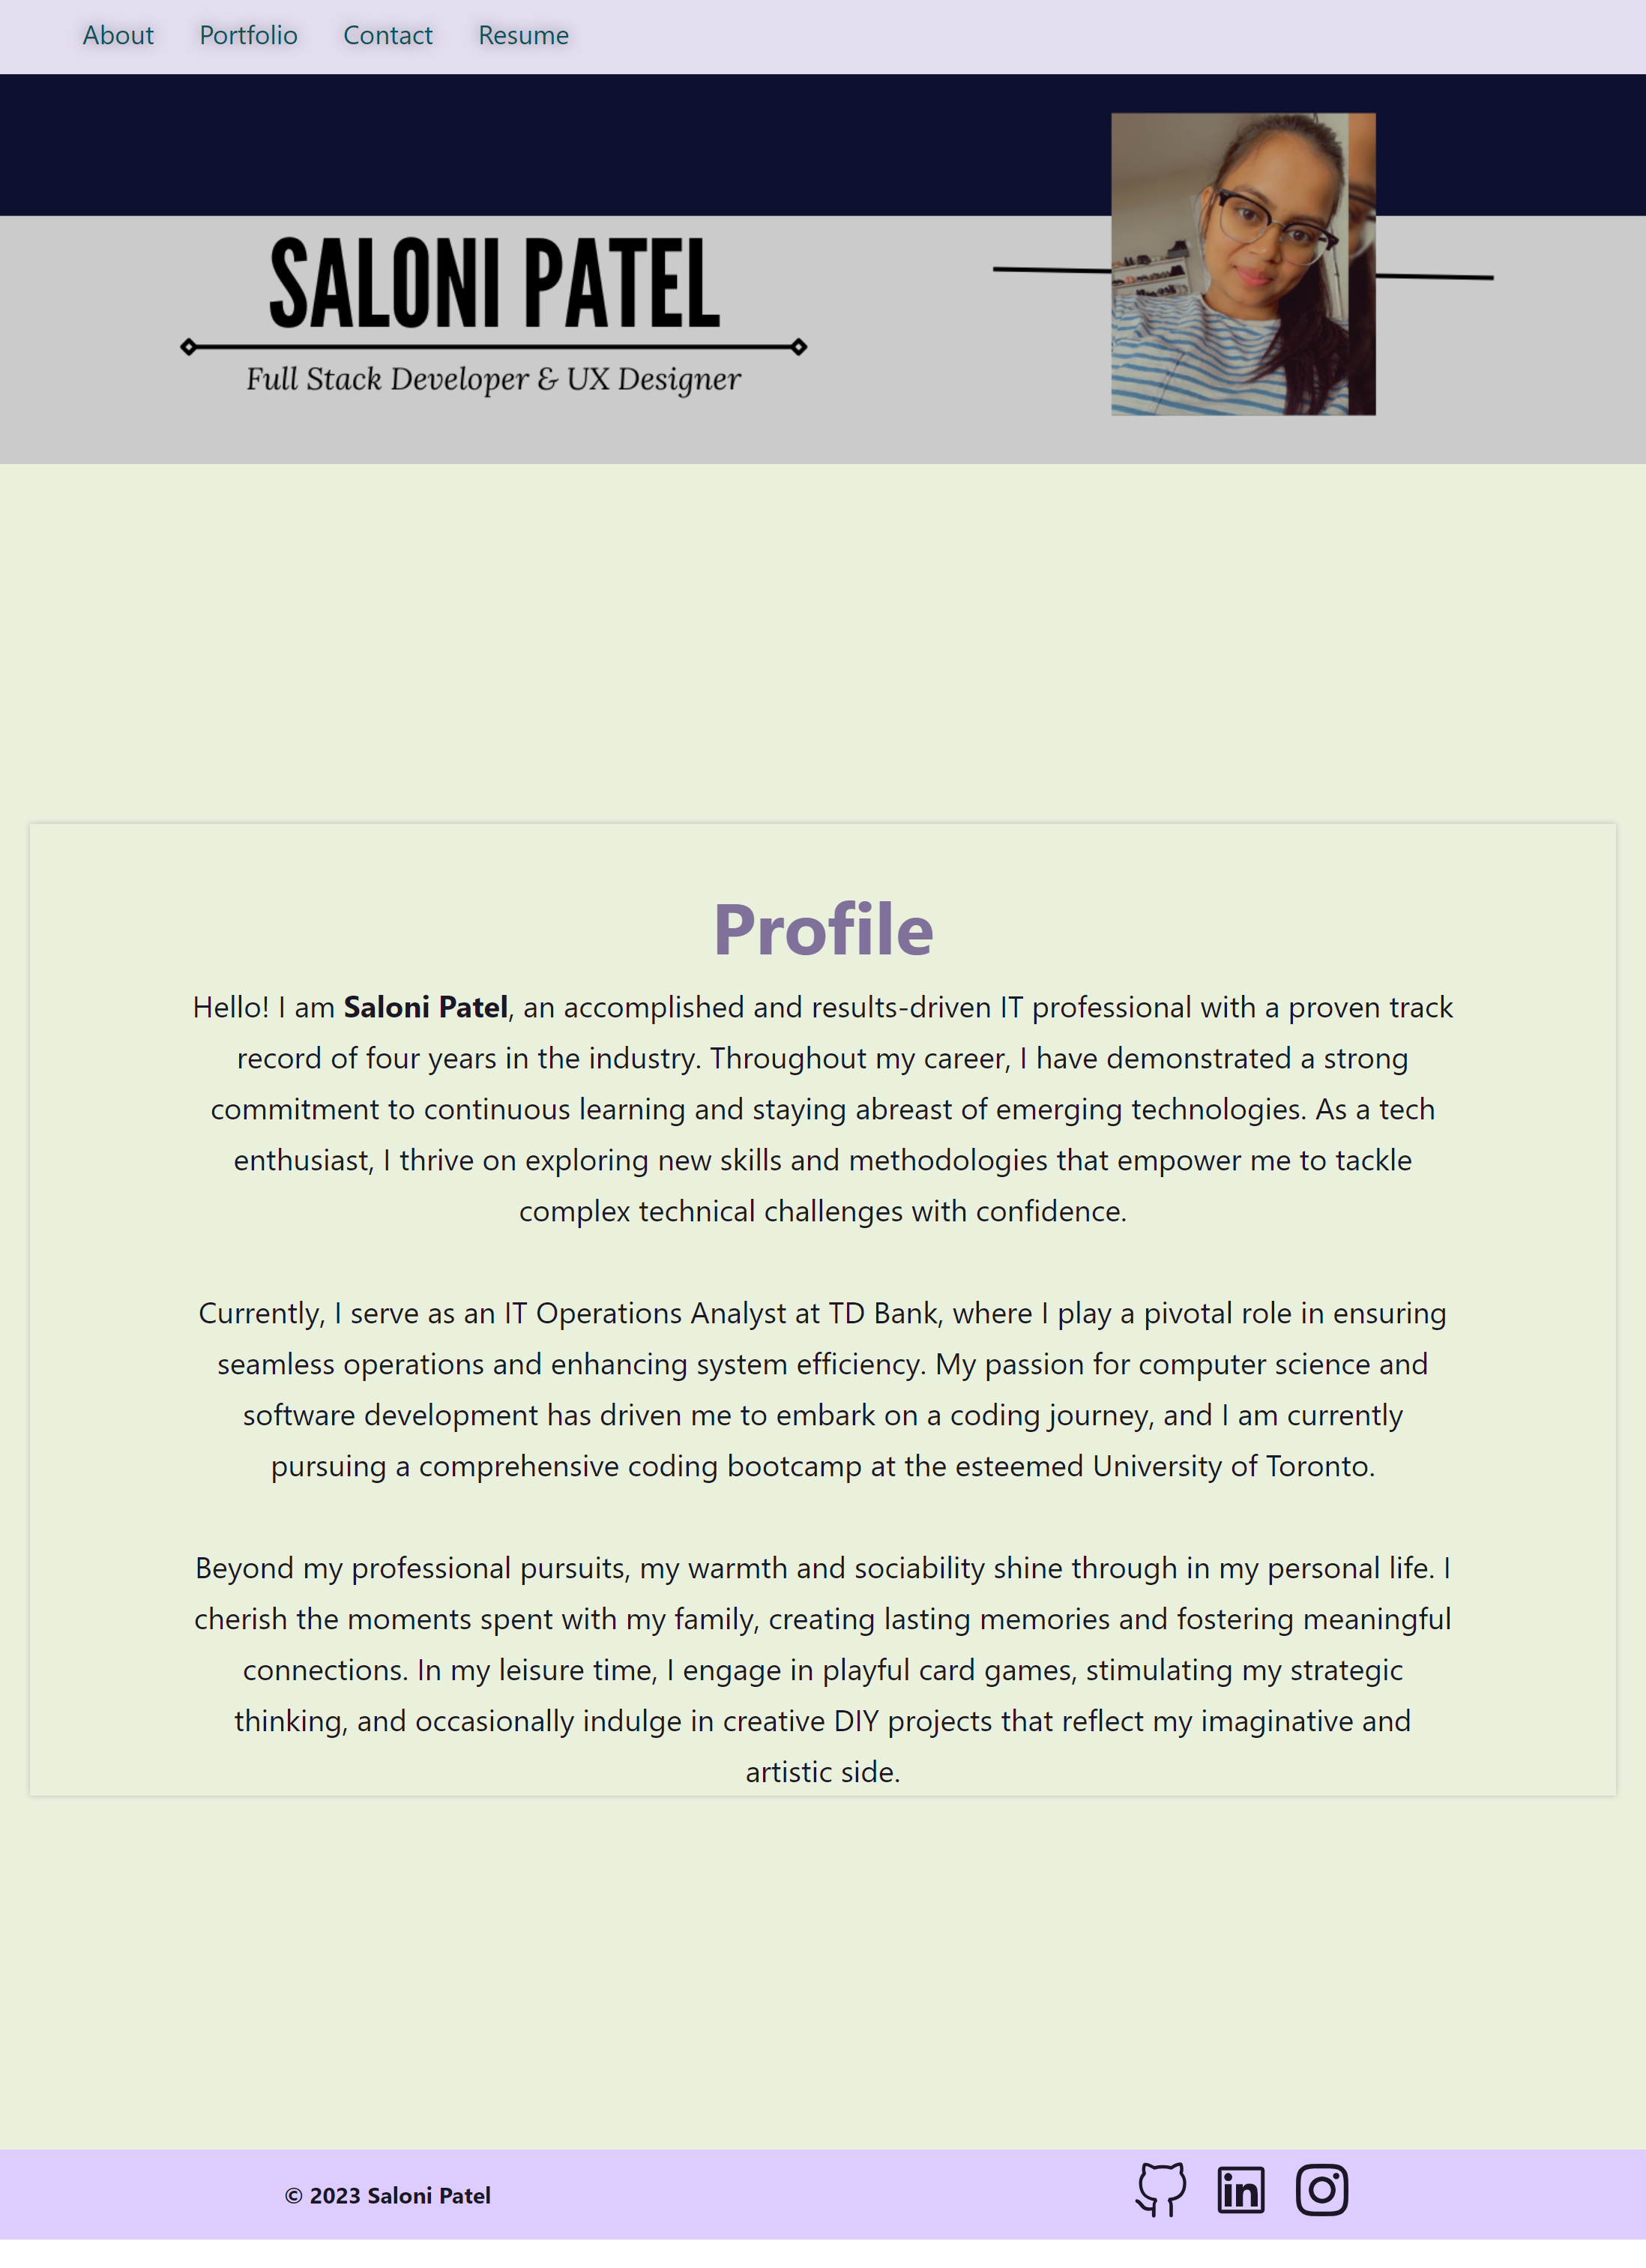 About Portfolio Contact Resume
SALONI PATEL
Full Stack Developer & UX Designer
Profile
Hello! I am Saloni Patel, an accomplished and results-driven IT professional with a proven track
record of four years in the industry. Throughout my career, I have demonstrated a strong
commitment to continuous learning and staying abreast of emerging technologies. As a tech
enthusiast, I thrive on exploring new skills and methodologies that empower me to tackle
complex technical challenges with confidence.
Currently, I serve as an IT Operations Analyst at TD Bank, where I play a pivotal role in ensuring
seamless operations and enhancing system efficiency. My passion for computer science and
software development has driven me to embark on a coding journey, and I am currently
pursuing a comprehensive coding bootcamp at the esteemed University of Toronto.
Beyond my professional pursuits, my warmth and sociability shine through in my personal life. I
cherish the moments spent with my family, creating lasting memories and fostering meaningful
connections. In my leisure time, I engage in playful card games, stimulating my strategic
thinking, and occasionally indulge in creative DIY projects that reflect my imaginative and
artistic side.
© 2023 Saloni Patel
in